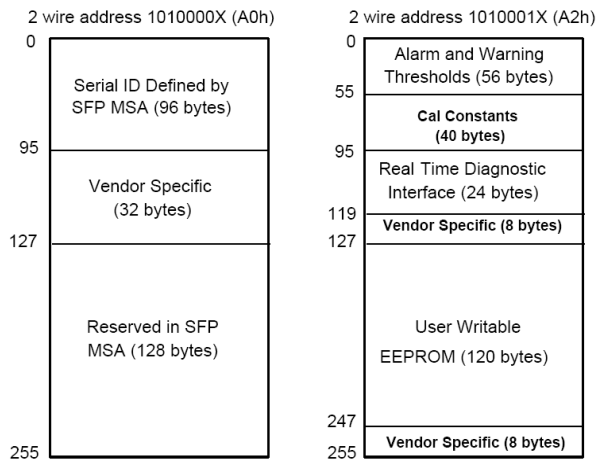 2 wire address 1010000X (A0h)
0
Serial ID Defined by
SFP MSA (96 bytes)
95
Vendor Specific
(32 bytes)
127
Reserved in SFP
MSA (128 bytes)
255
2 wire address 1010001X (A2h)
0
Alarm and Warning
Thresholds (56 bytes)
55
Cal Constants
(40 bytes)
95
Real Time Diagnostic
Interface (24 bytes)
119
Vendor Specific (8 bytes)
127
User Writable
EEPROM (120 bytes)
247
Vendor Specific (8 bytes)
255